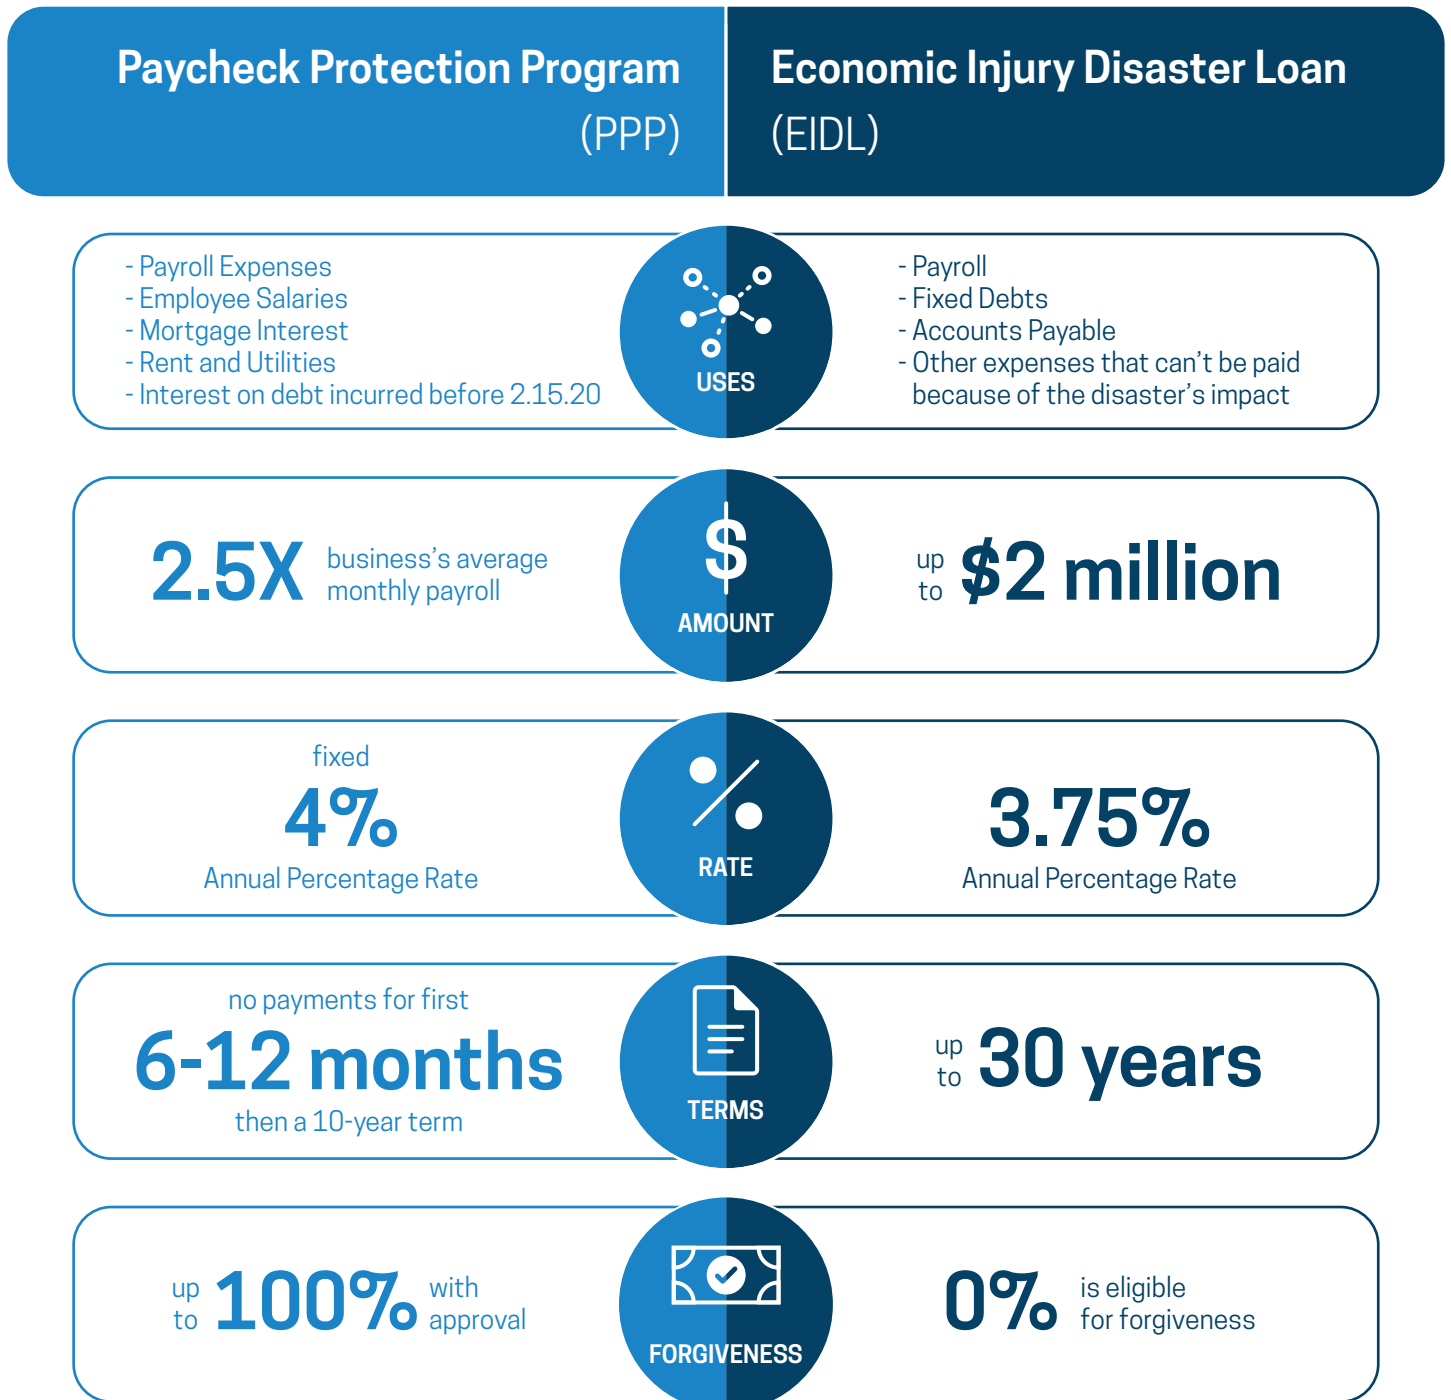 Paycheck Protection Program
(PPP)
Economic Injury Disaster Loan
(EIDL)
- Payroll Expenses
- Employee Salaries
- Mortgage Interest
- Rent and Utilities
- Interest on debt incurred before 2.15.20
USES
- Payroll
- Fixed Debts
- Accounts Payable
- Other expenses that can't be paid
because of the disaster's impact
2.5X
business's average
monthly payroll
$
AMOUNT
up
to
$2 million
fixed
4%
Annual Percentage Rate
%
RATE
3.75%
Annual Percentage Rate
no payments for first
6-12 months
then a 10-year term
TERMS
up
to
30 years
up
to
100%
with
approval
FORGIVENESS
0%
is eligible
for forgiveness